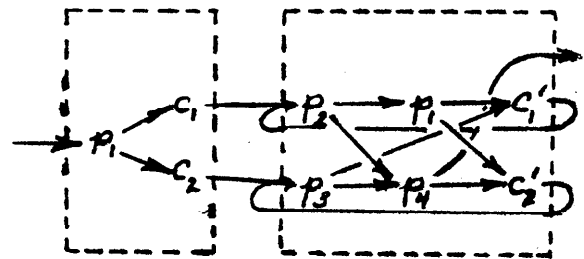 C₁ P₂ P₁ C₁'
P₁
C₂ P₃ P₄ C₂'